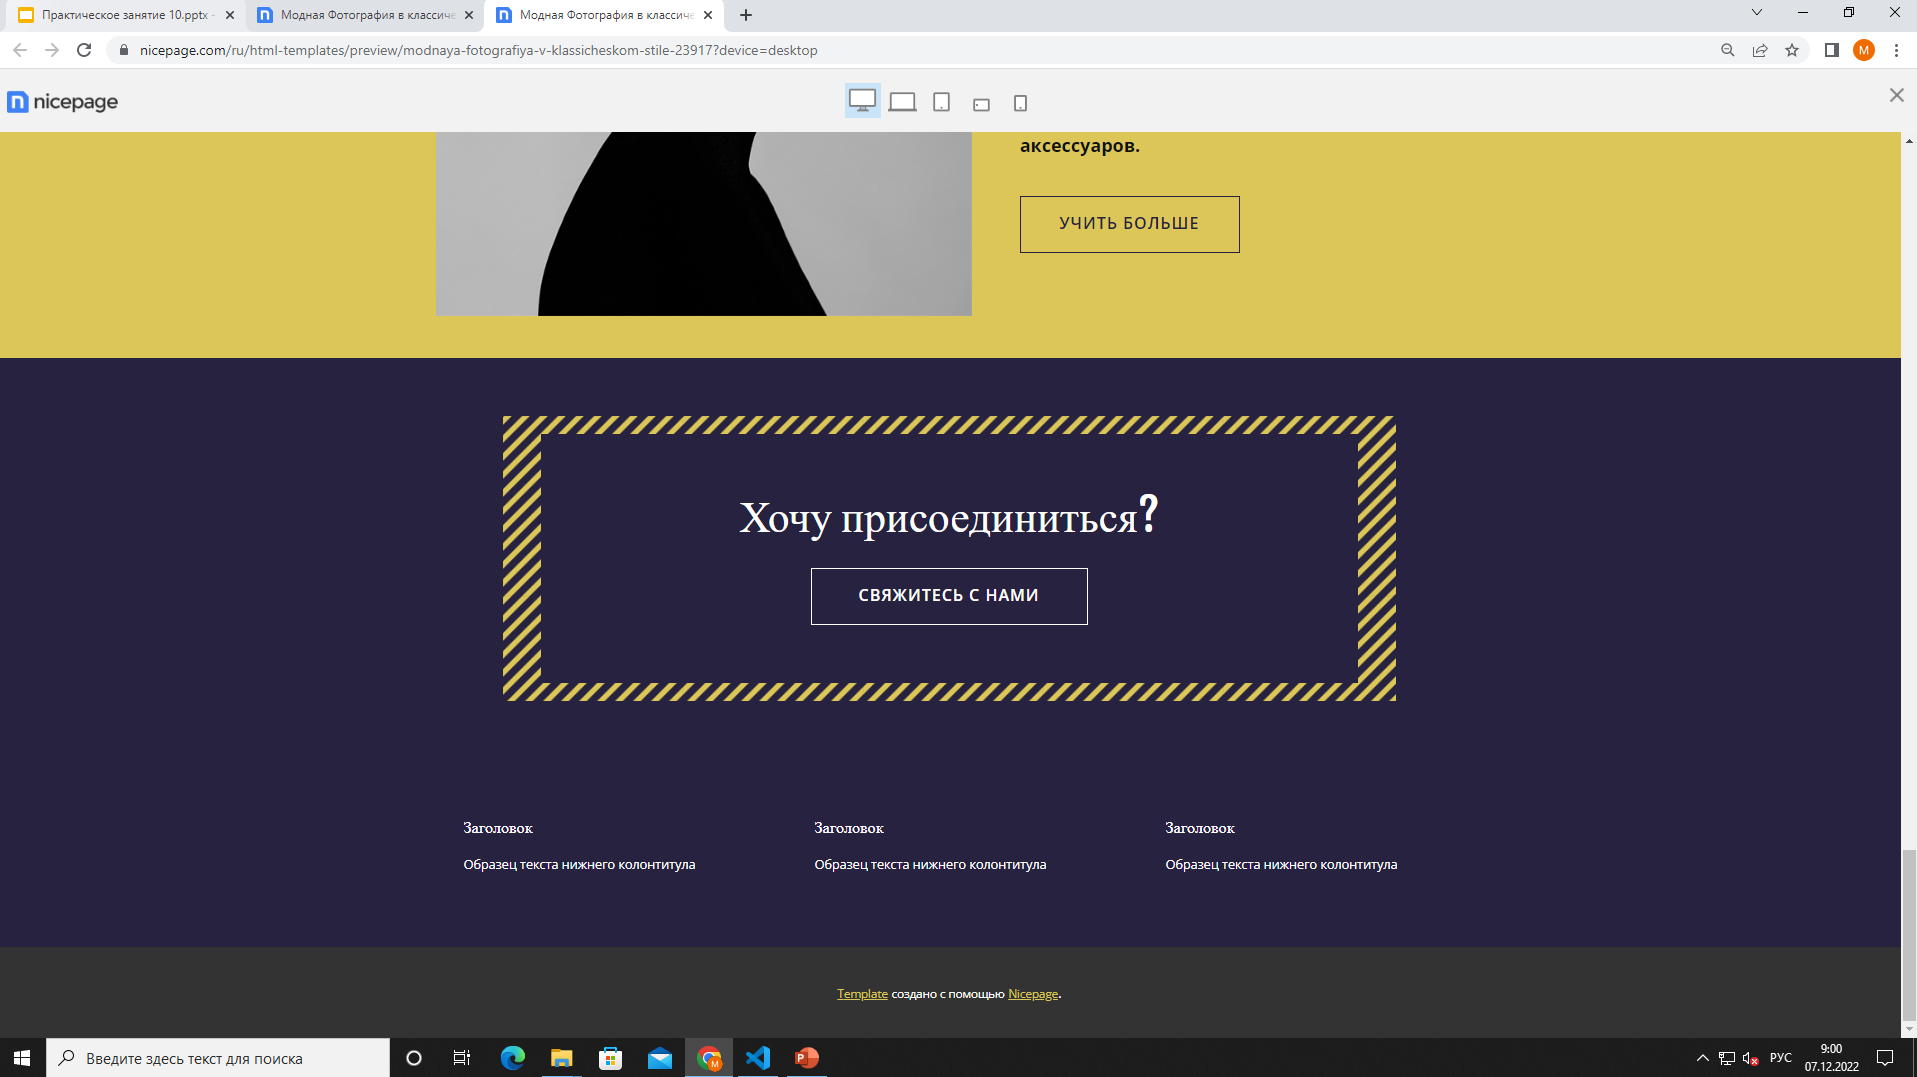 Практическое занятие 10.pptx -
Модная Фотография в классиче
Модная Фотография в классиче
nicepage.com/ru/html-templates/preview/modnaya-fotografiya-v-klassicheskom-stile-23917?device=desktop
M
nicepage
аксессуаров.
УЧИТЬ БОЛЬШЕ
Хочу присоединиться?
СВЯЖИТЕСЬ С НАМИ
Заголовок
Заголовок
Заголовок
Образец текста нижнего колонтитула
Образец текста нижнего колонтитула
Образец текста нижнего колонтитула
Template создано с помощью Nicepage.
Введите здесь текст для поиска
M
P
РУС
9:00
07.12.2022